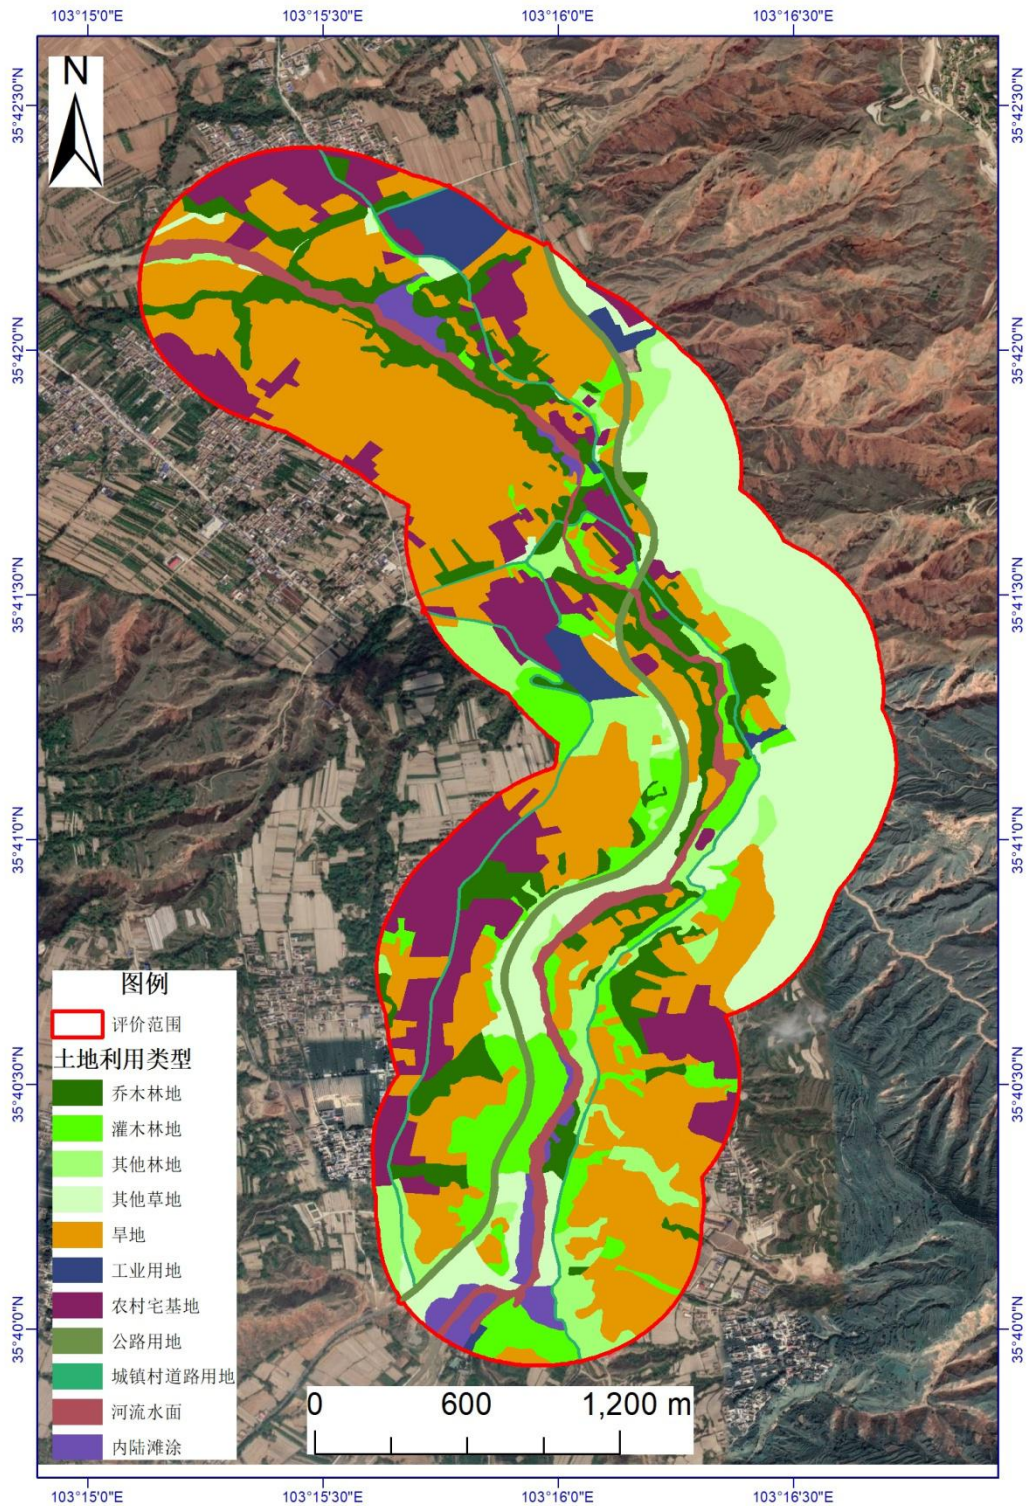 103°15'0"E 103°15'30"E 103°16'0"E 103°16'30"E
N
35°42'30"N 35°42'30"N
35°42'0"N 35°42'0"N
35°41'30"N 35°41'30"N
35°41'0"N 35°41'0"N
35°40'30"N 35°40'30"N
35°40'0"N 35°40'0"N
图例
评价范围
土地利用类型
乔木林地
灌木林地
其他林地
其他草地
旱地
工业用地
农村宅基地
公路用地
城镇村道路用地
河流水面
内陆滩涂
0 600 1,200 m
103°15'0"E 103°15'30"E 103°16'0"E 103°16'30"E